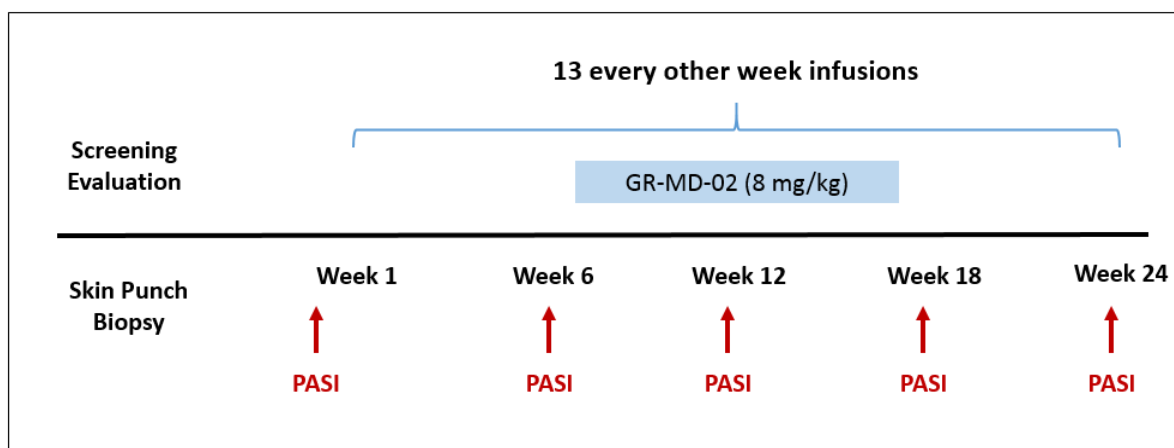 13 every other week infusions
Screening
Evaluation
GR-MD-02 (8 mg/kg)
Skin Punch
Biopsy
Week 1
Week 6
Week 12
Week 18
Week 24
PASI
PASI
PASI
PASI
PASI